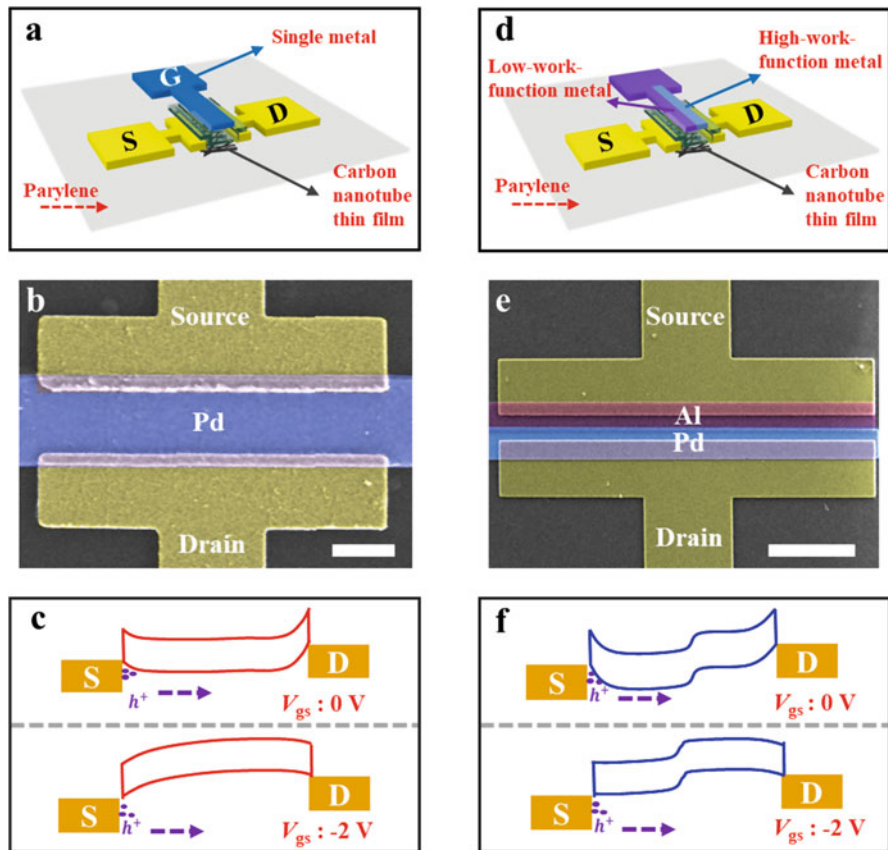 a
Single metal
G
S
D
Parylene
Carbon
nanotube
thin film
d
High-work-
function metal
Low-work-
function metal
S
D
Parylene
Carbon
nanotube
thin film
b
Source
Pd
Drain
e
Source
Al
Pd
Drain
c
S
D
h+
Vgs : 0 V
S
D
h+
Vgs : -2 V
f
S
D
h+
Vgs : 0 V
S
D
h+
Vgs : -2 V